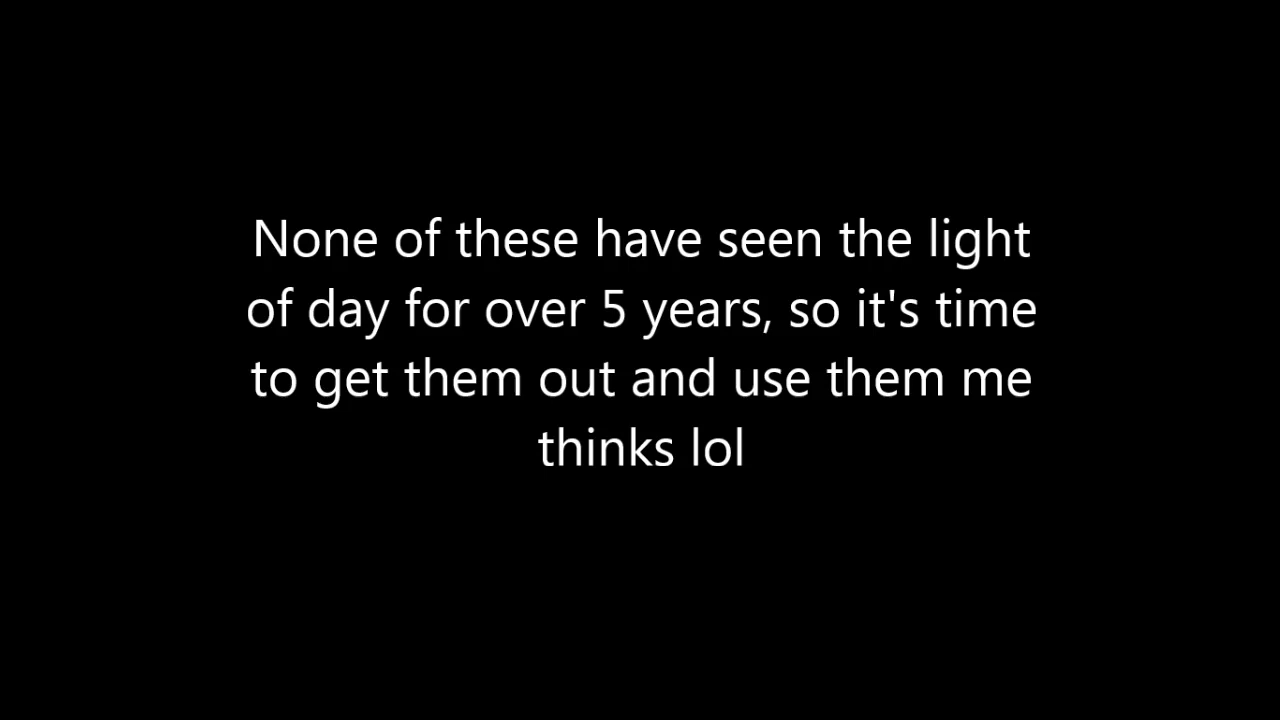 None of these have seen the light
of day for over 5 years, so it's time
to get them out and use them me
thinks lol